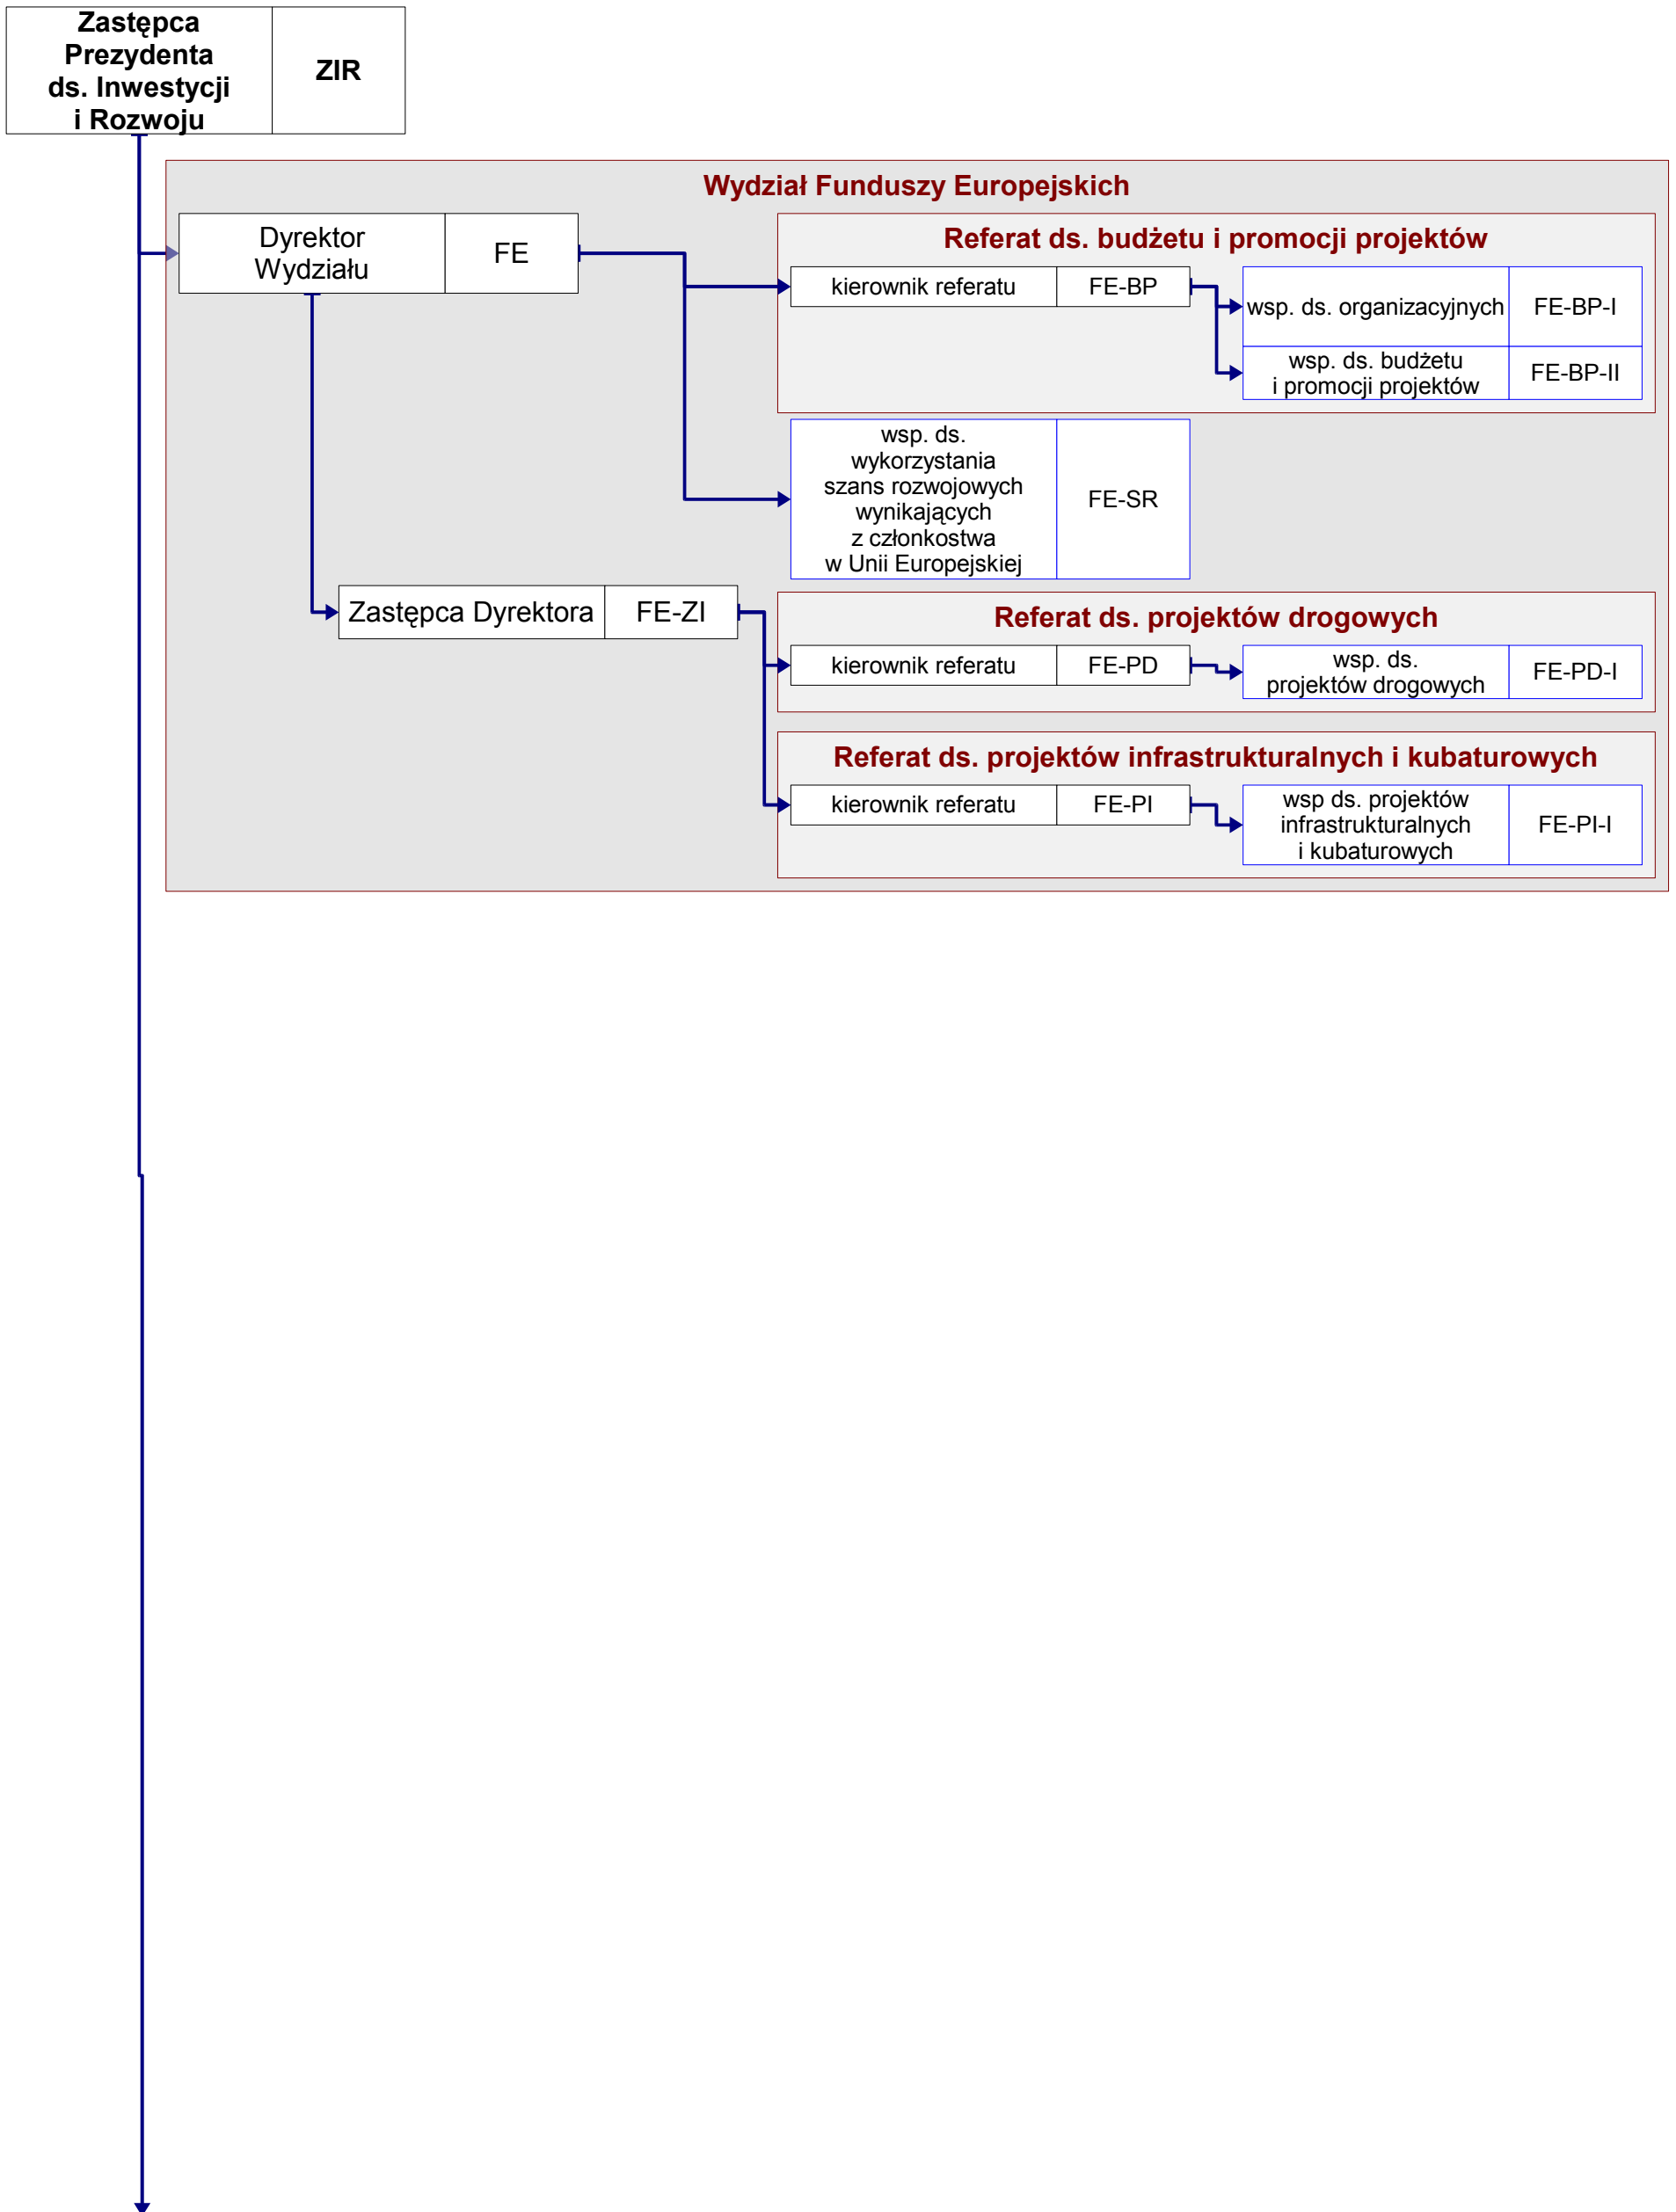 Zastępca
Prezydenta
ds. Inwestycji
i Rozwoju
ZIR
Wydział Funduszy Europejskich
Dyrektor
Wydziału
FE
Referat ds. budżetu i promocji projektów
kierownik referatu
FE-BP
wsp. ds. organizacyjnych
FE-BP-I
wsp. ds. budżetu
i promocji projektów
FE-BP-II
wsp. ds.
wykorzystania
szans rozwojowych
wynikających
z członkostwa
w Unii Europejskiej
FE-SR
Zastępca Dyrektora
FE-ZI
Referat ds. projektów drogowych
kierownik referatu
FE-PD
wsp. ds.
projektów drogowych
FE-PD-I
Referat ds. projektów infrastrukturalnych i kubaturowych
kierownik referatu
FE-PI
wsp ds. projektów
infrastrukturalnych
i kubaturowych
FE-PI-I